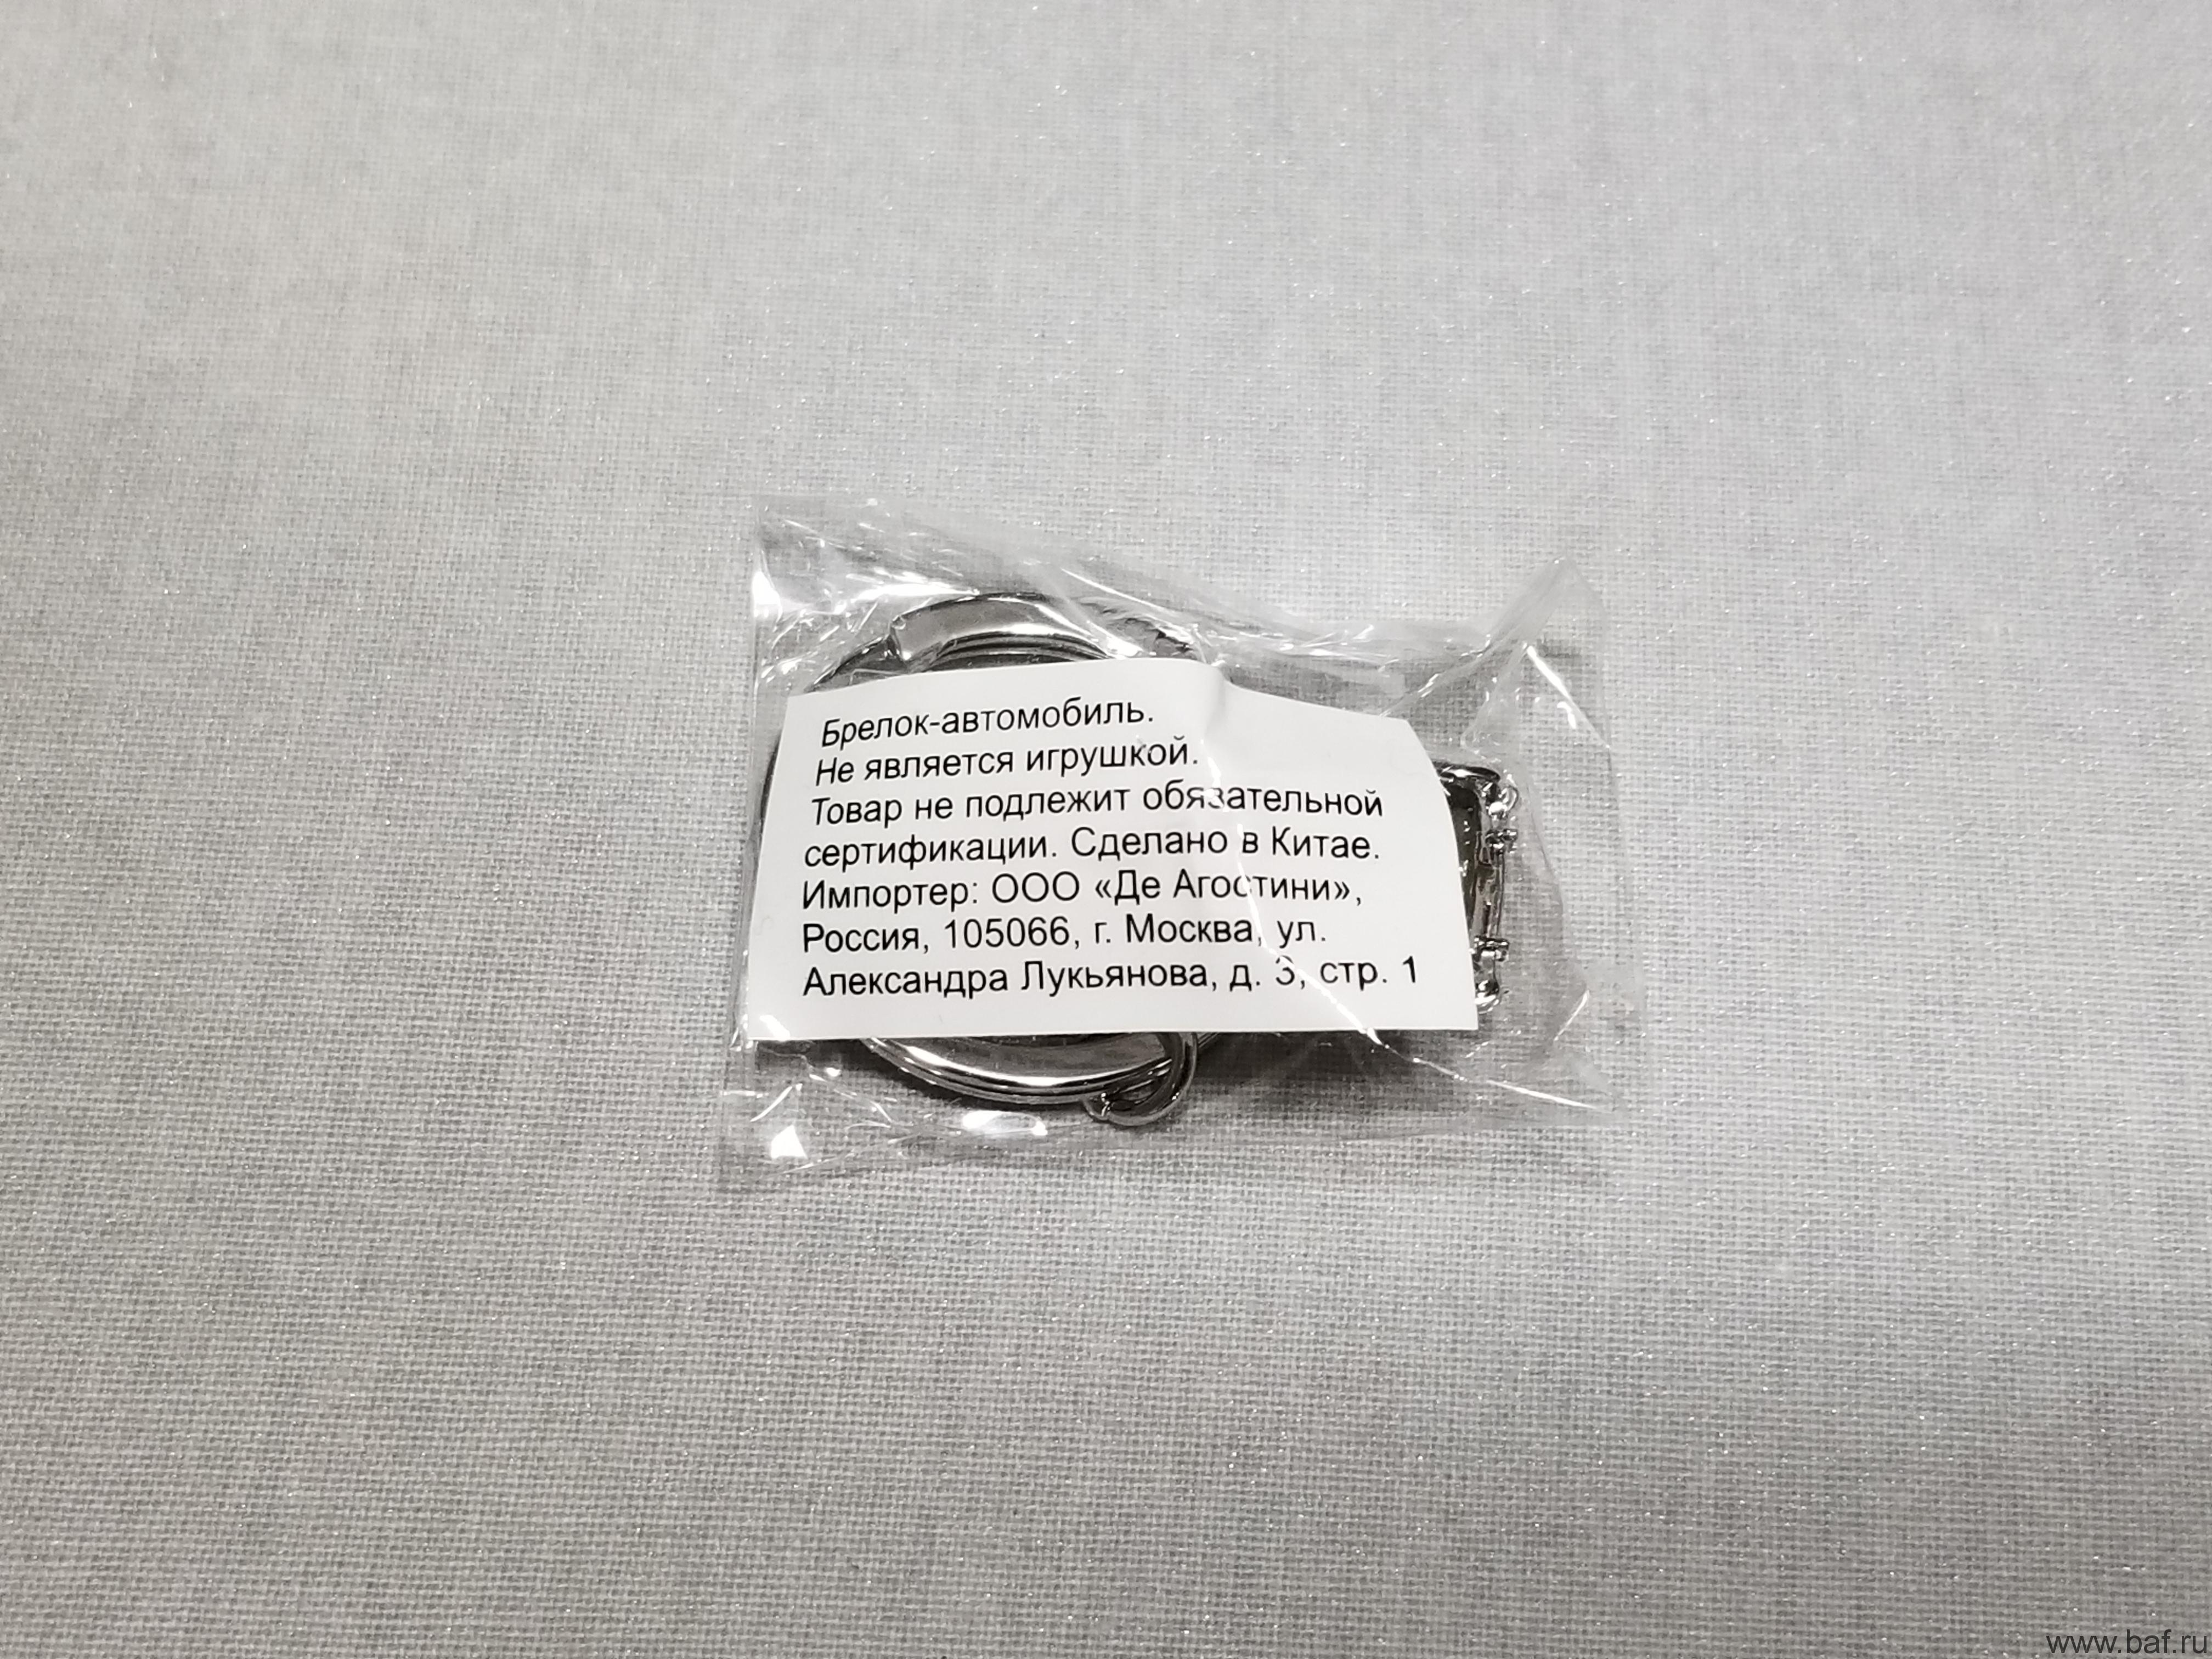 Брелок-автомобиль.
Не является игрушкой.
Товар не подлежит обязательной
сертификации. Сделано в Китае.
Импортер: ООО «Де Агостини»,
Россия, 105066, г. Москва, ул.
Александра Лукьянова, д. 3, стр. 1
www.baf.ru